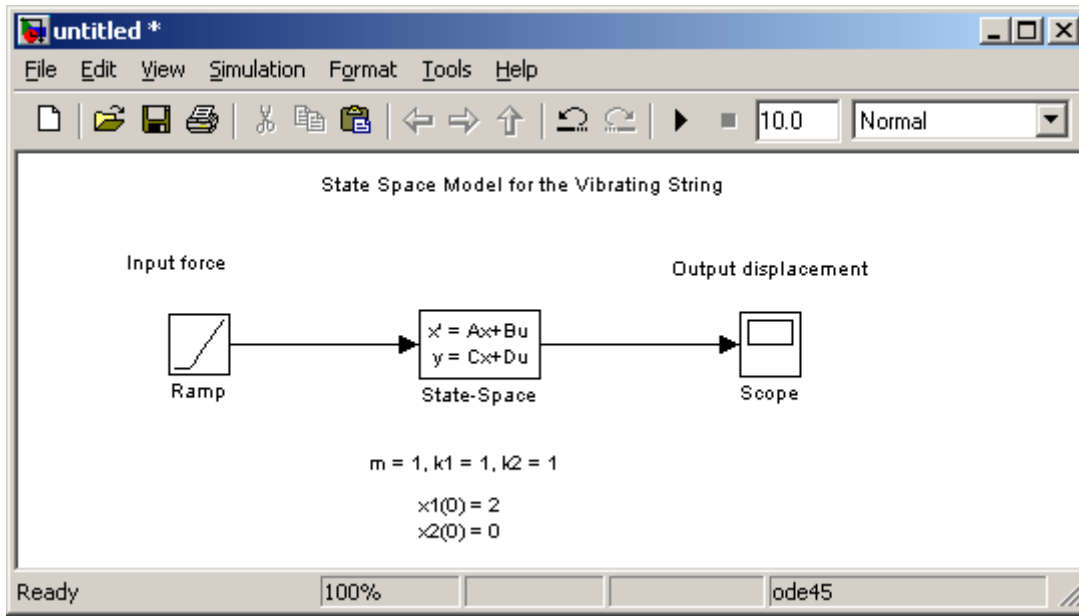 untitled *
File Edit View Simulation Format Tools Help
10.0 Normal
State Space Model for the Vibrating String
Input force
Output displacement
x' = Ax+Bu
y = Cx+Du
Ramp
State-Space
Scope
m = 1, k1 = 1, k2 = 1
x1(0) = 2
x2(0) = 0
Ready 100% ode45